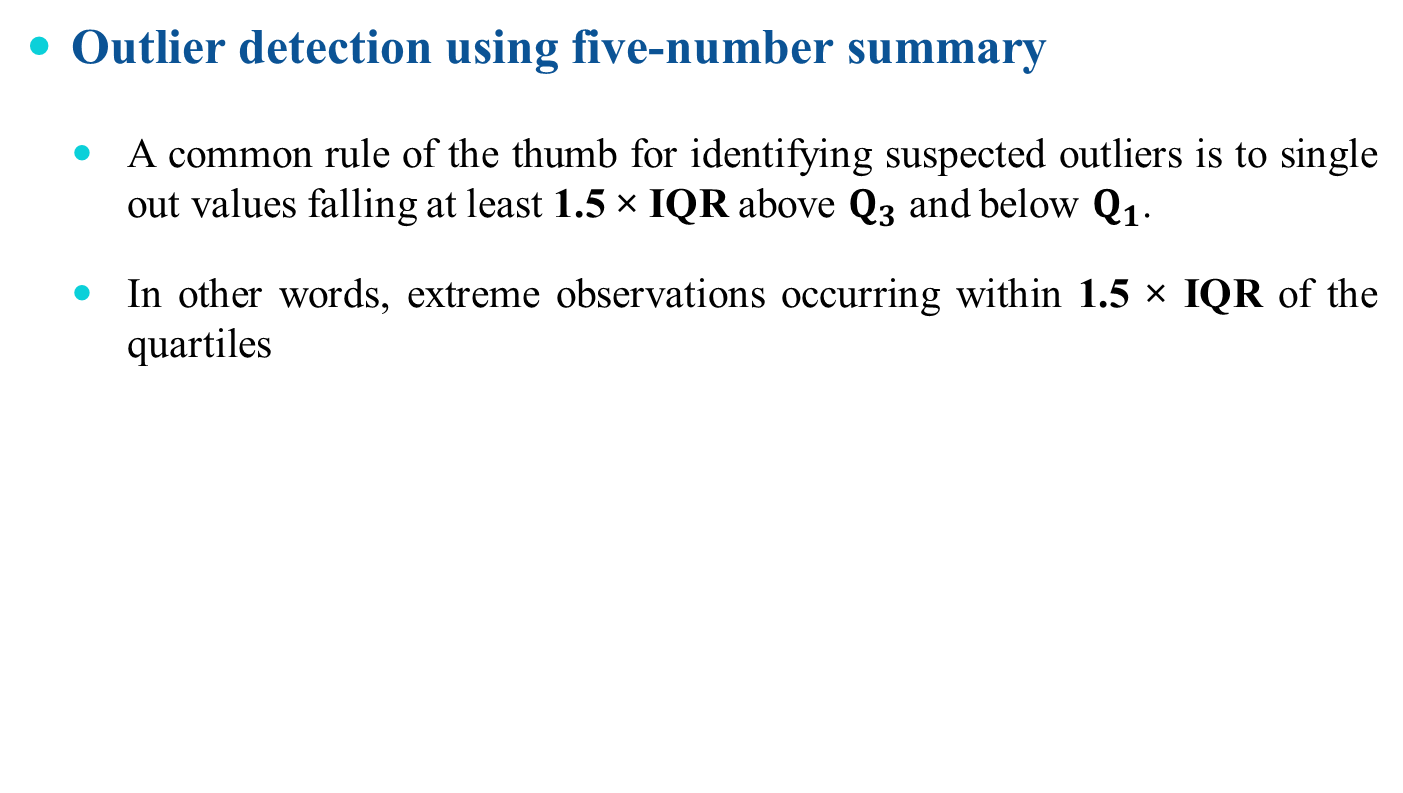 • Outlier detection using five-number summary
• A common rule of the thumb for identifying suspected outliers is to single
out values falling at least 1.5 × IQR above Q₃ and below Q₁.
• In other words, extreme observations occurring within 1.5 × IQR of the
quartiles